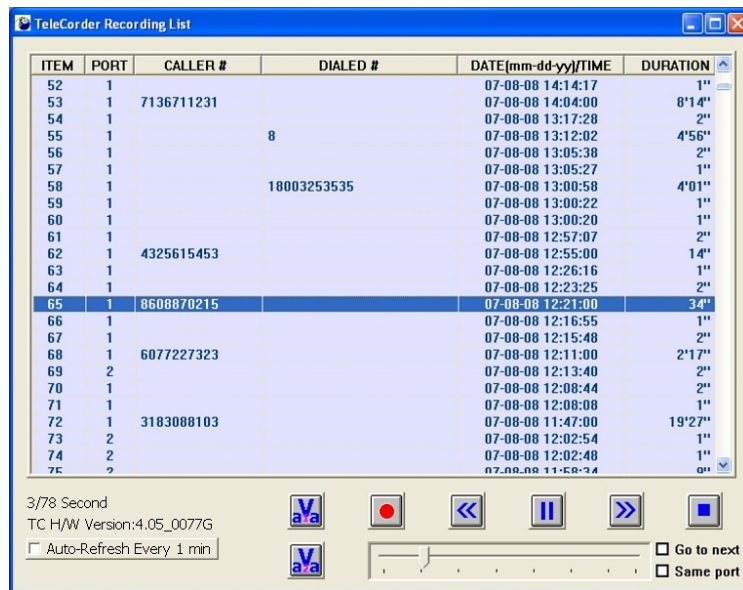 TeleCorder Recording List
ITEM PORT CALLER # DIALED # DATE(mm-dd-yy)/TIME DURATION
52 1 07-08-08 14:14:17 1"
53 1 7136711231 07-08-08 14:04:00 8'14"
54 1 07-08-08 13:17:28 2"
55 1 8 07-08-08 13:12:02 4'56"
56 1 07-08-08 13:05:38 2"
57 1 07-08-08 13:05:27 1"
58 1 18003253535 07-08-08 13:00:58 4'01"
59 1 07-08-08 13:00:22 1"
60 1 07-08-08 13:00:20 1"
61 1 07-08-08 12:57:07 2"
62 1 4325615453 07-08-08 12:55:00 14"
63 1 07-08-08 12:26:16 1"
64 1 07-08-08 12:23:25 2"
65 1 8608870215 07-08-08 12:21:00 34"
66 1 07-08-08 12:16:55 1"
67 1 07-08-08 12:15:48 2"
68 1 6077227323 07-08-08 12:11:00 2'17"
69 2 07-08-08 12:13:40 2"
70 1 07-08-08 12:08:44 2"
71 1 07-08-08 12:08:08 1"
72 1 3183088103 07-08-08 11:47:00 19'27"
73 2 07-08-08 12:02:54 1"
74 2 07-08-08 12:02:48 1"
75 2 07-08-08 11:58:34
3/78 Second
TC H/W Version:4.05_0077G
Auto-Refresh Every 1 min
Go to next
Same port